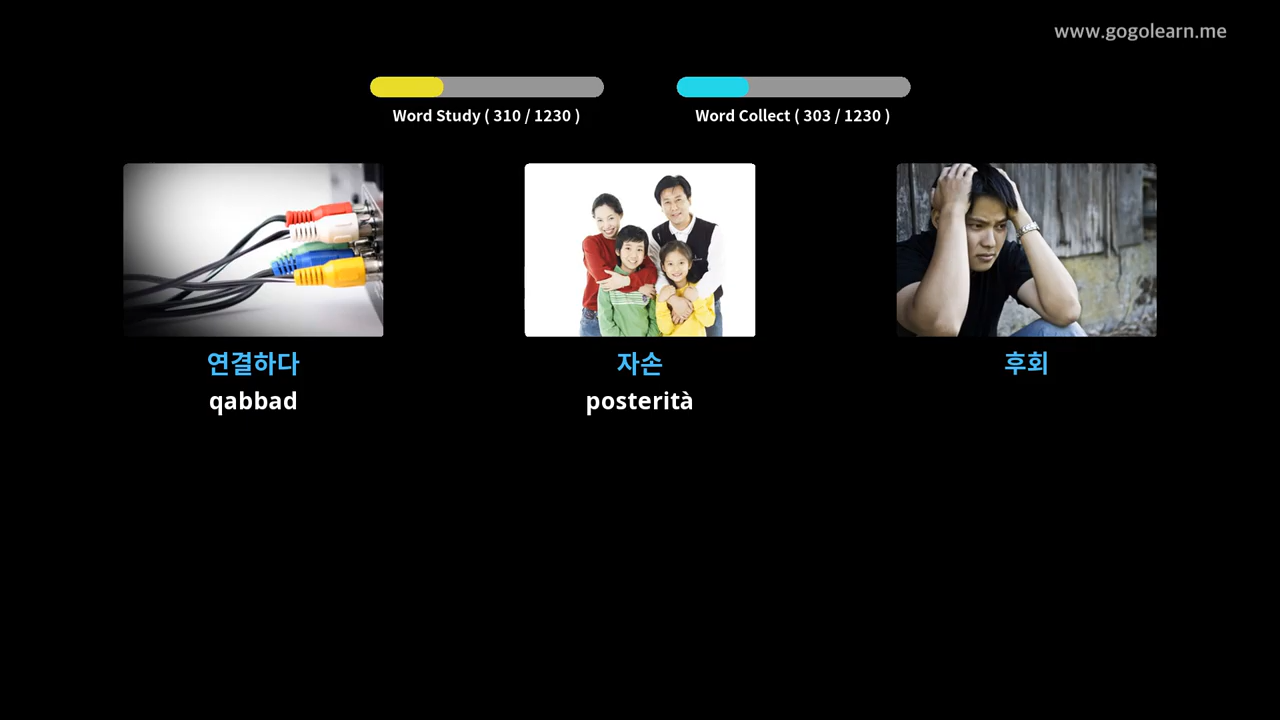 www.gogolearn.me
Word Study ( 310 / 1230 )
Word Collect ( 303 / 1230 )
연결하다
qabbad
자손
posterità
후회